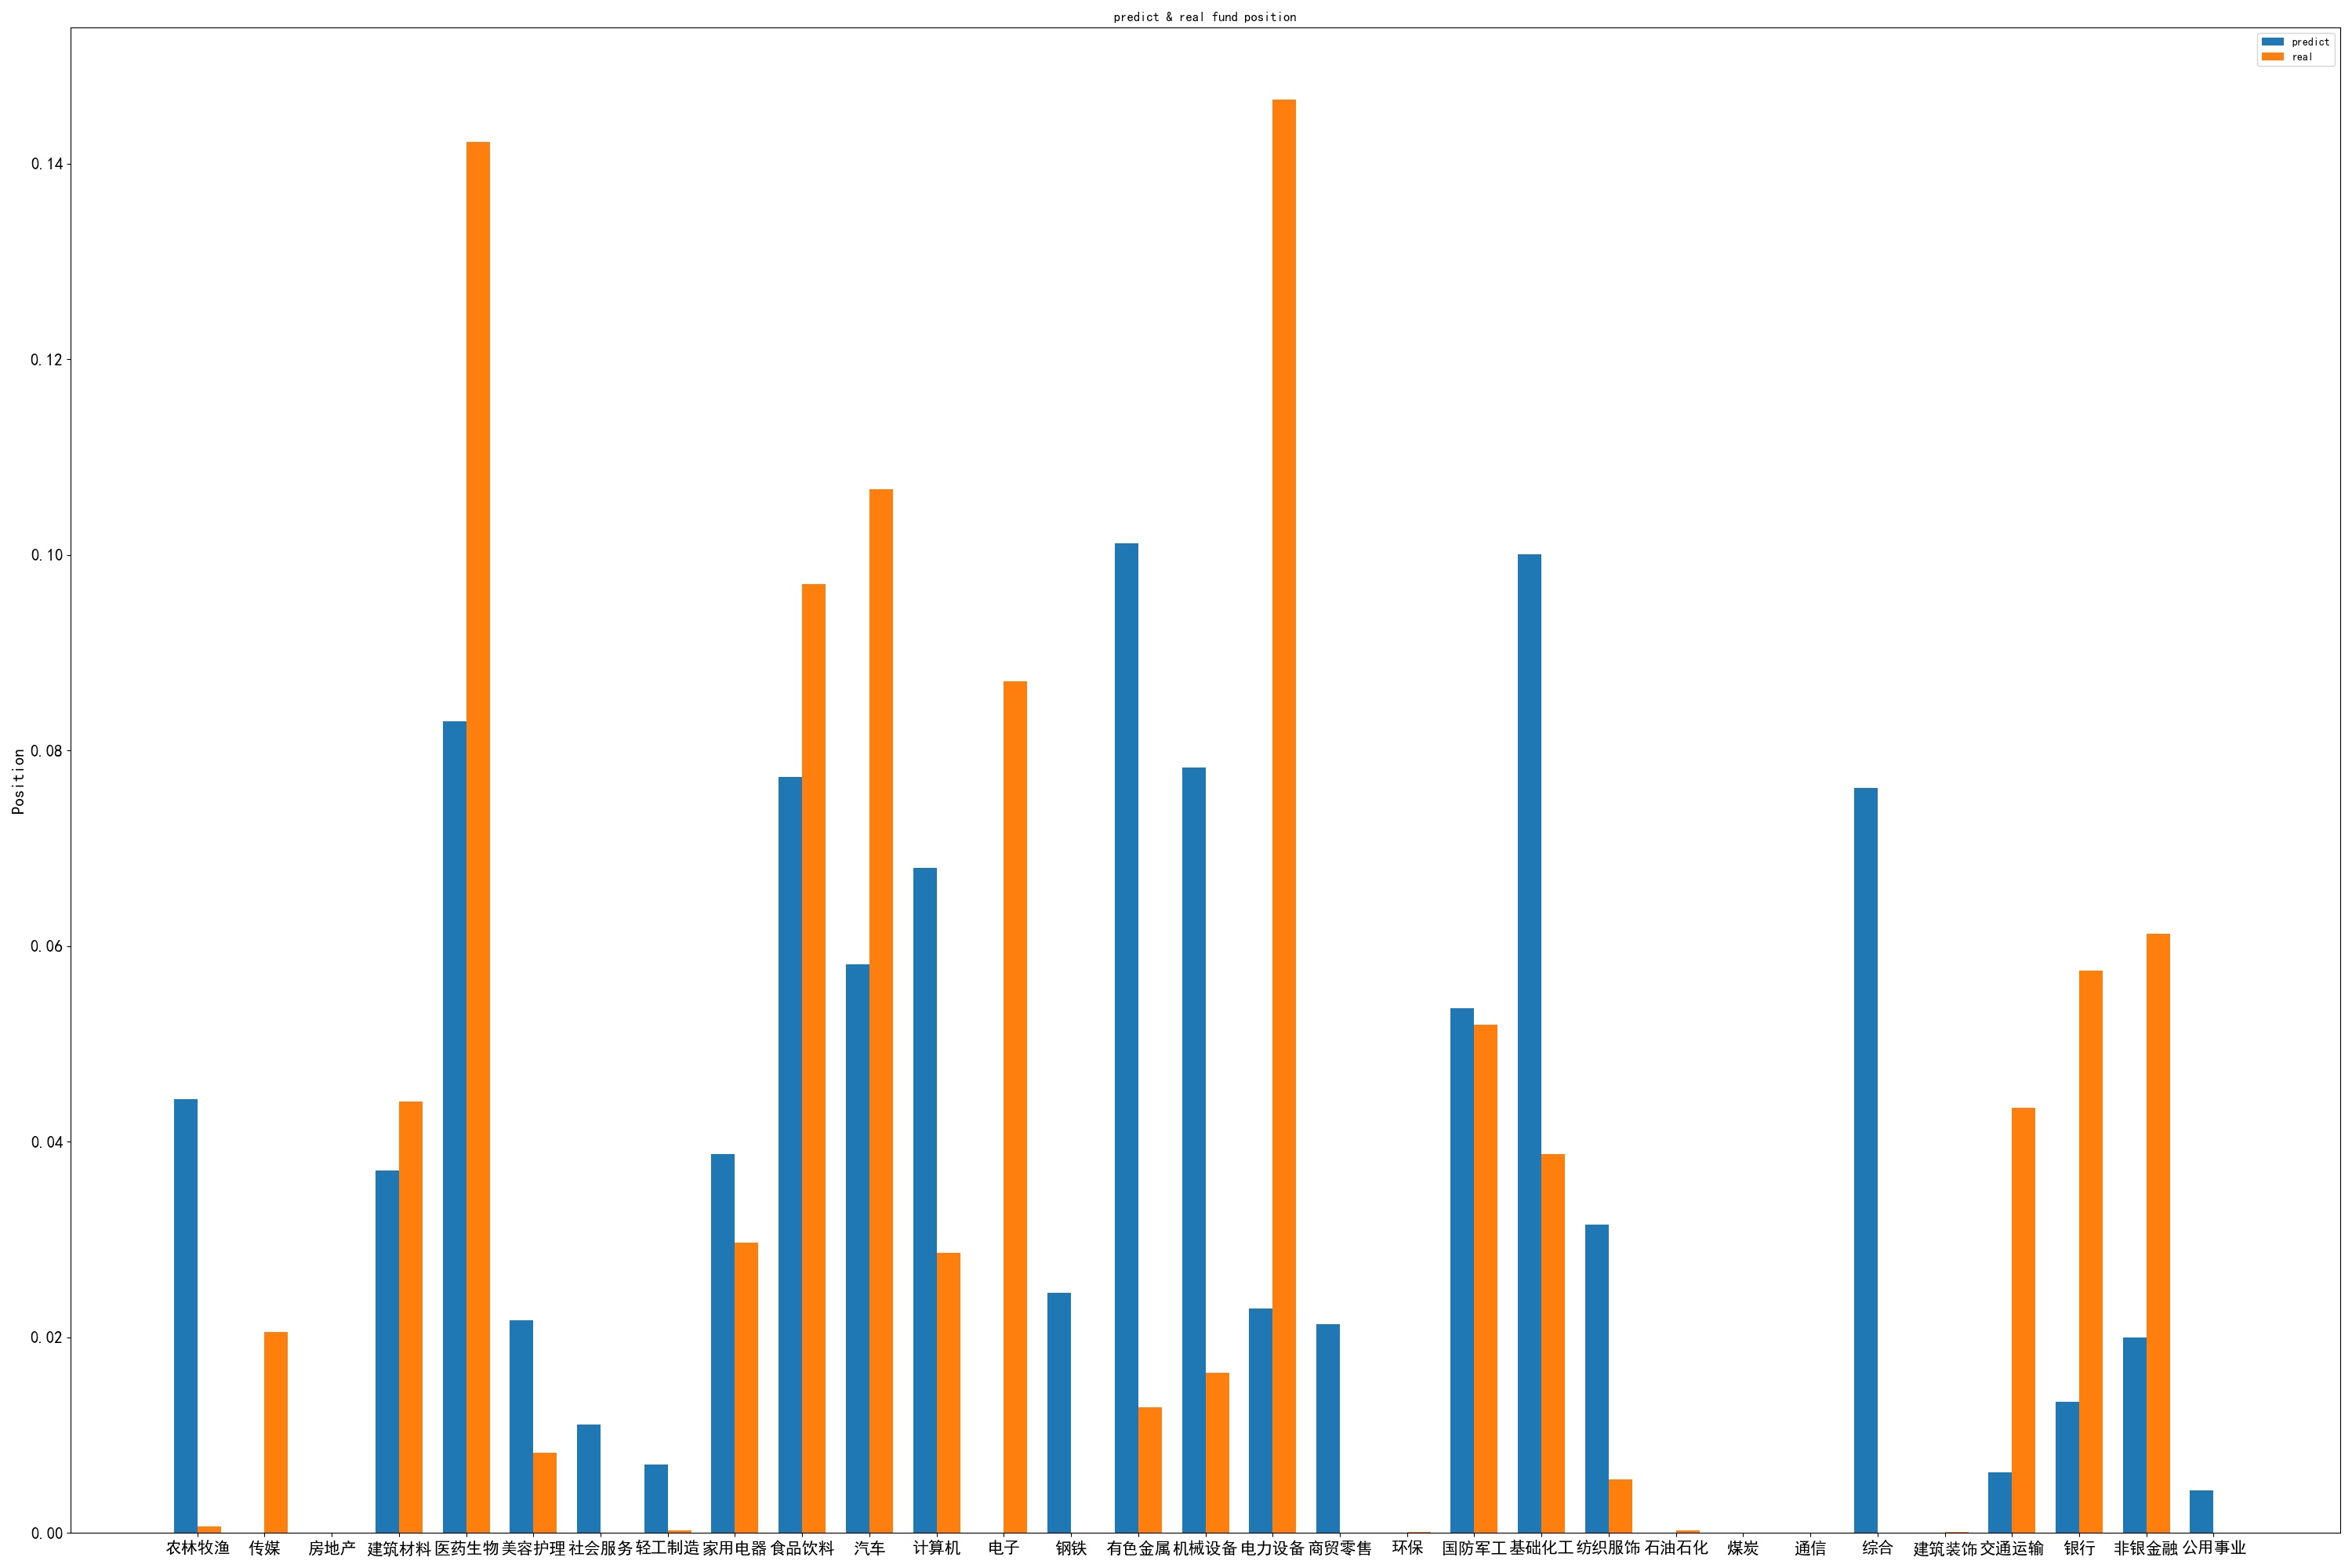 predict & real fund position
predict
real
Position
0.14
0.12
0.10
0.08
0.06
0.04
0.02
0.00
农林牧渔 传媒 房地产 建筑材料 医药生物 美容护理 社会服务 轻工制造 家用电器 食品饮料 汽车 计算机 电子 钢铁 有色金属 机械设备 电力设备 商贸零售 环保 国防军工 基础化工 纺织服饰 石油石化 煤炭 通信 综合 建筑装饰 交通运输 银行 非银金融 公用事业